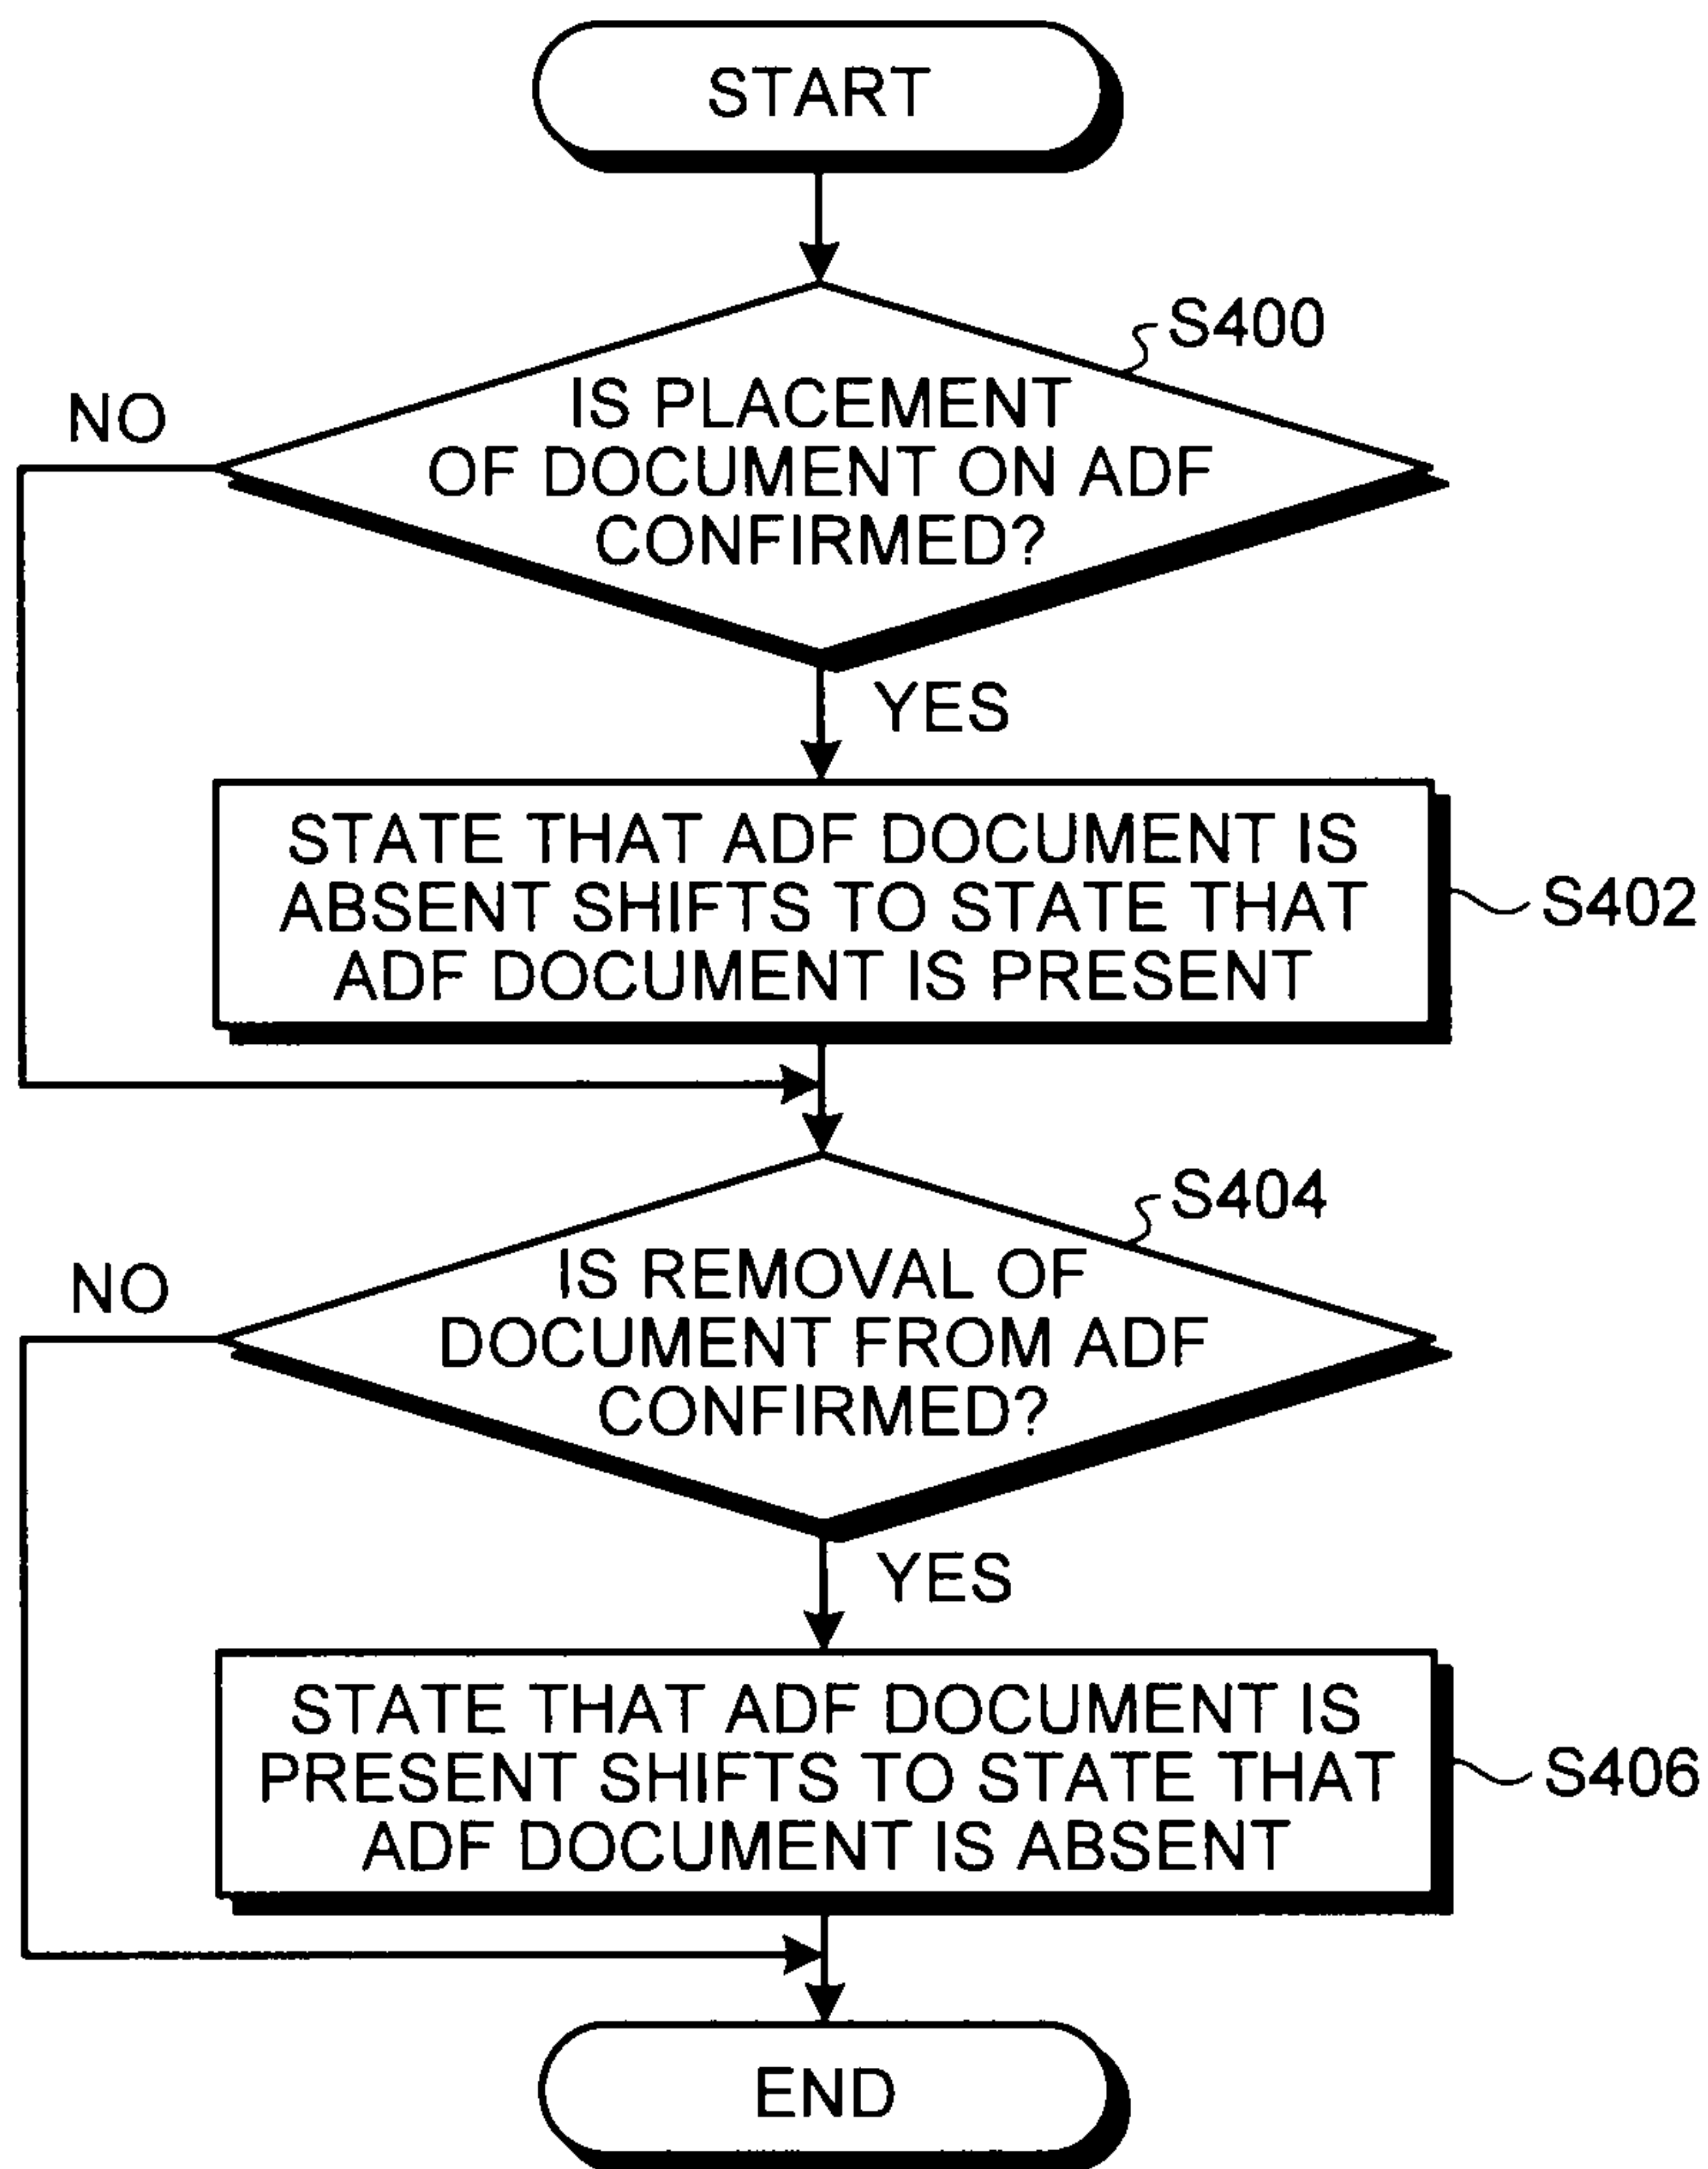 START
S400
IS PLACEMENT
OF DOCUMENT ON ADF
CONFIRMED?
NO
YES
STATE THAT ADF DOCUMENT IS
ABSENT SHIFTS TO STATE THAT
ADF DOCUMENT IS PRESENT
S402
S404
IS REMOVAL OF
DOCUMENT FROM ADF
CONFIRMED?
NO
YES
STATE THAT ADF DOCUMENT IS
PRESENT SHIFTS TO STATE THAT
ADF DOCUMENT IS ABSENT
S406
END